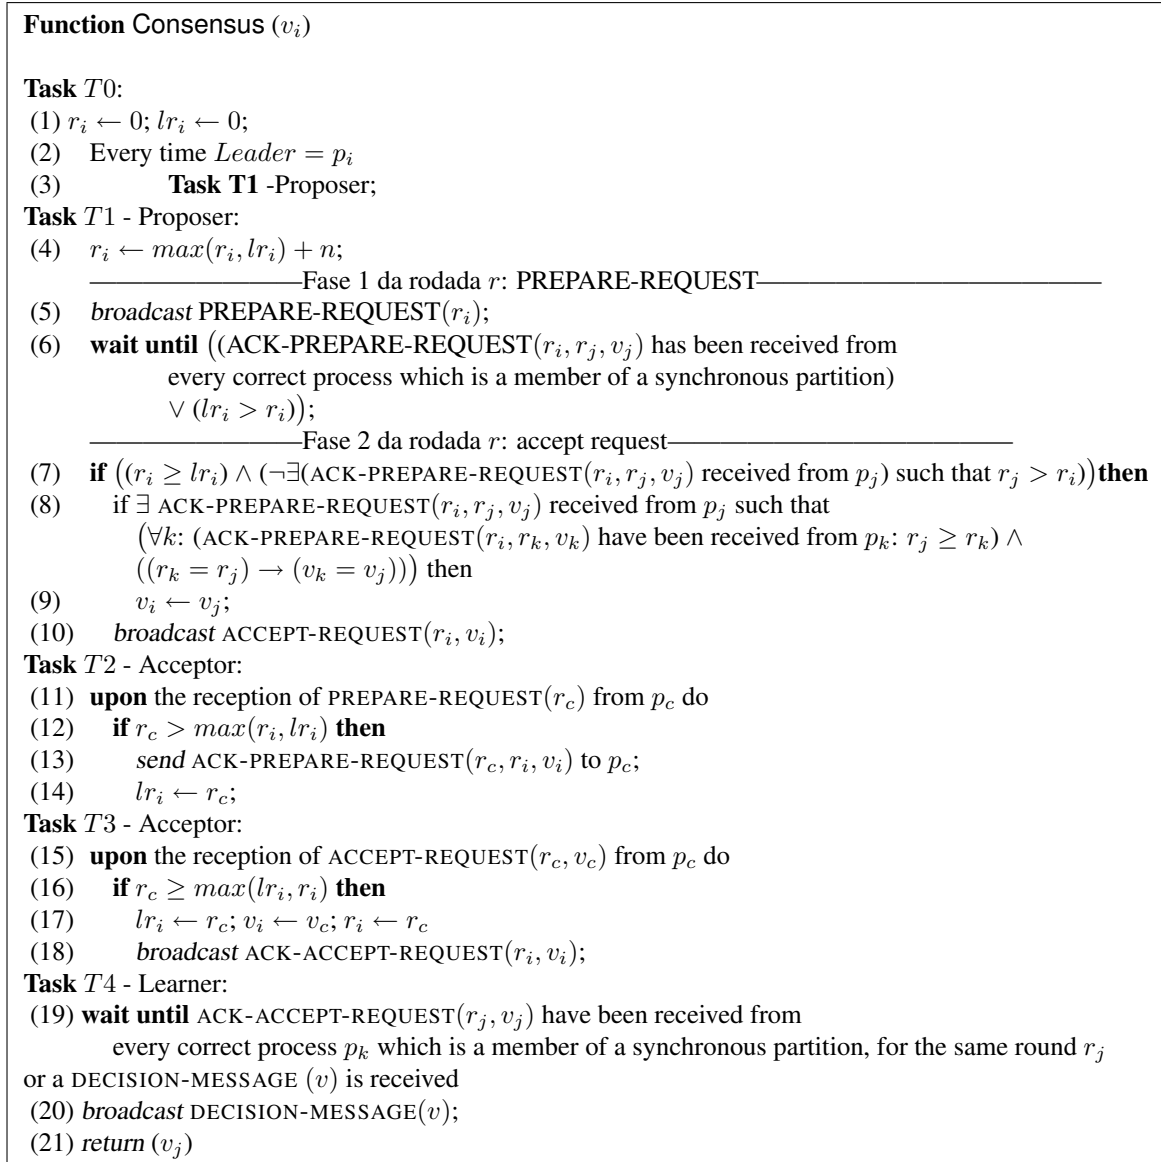 Function Consensus (v_i)
Task T0:
(1) r_i ← 0; lr_i ← 0;
(2) Every time Leader = p_i
(3) Task T1 -Proposer;
Task T1 - Proposer:
(4) r_i ← max(r_i, lr_i) + n;
————————Fase 1 da rodada r: PREPARE-REQUEST—————————————
(5) broadcast PREPARE-REQUEST(r_i);
(6) wait until ((ACK-PREPARE-REQUEST(r_i, r_j, v_j) has been received from
every correct process which is a member of a synchronous partition)
∨ (lr_i > r_i));
————————Fase 2 da rodada r: accept request—————————————
(7) if ((r_i ≥ lr_i) ∧ (¬∃(ACK-PREPARE-REQUEST(r_i, r_j, v_j) received from p_j) such that r_j > r_i))then
(8) if ∃ ACK-PREPARE-REQUEST(r_i, r_j, v_j) received from p_j such that
(∀k: (ACK-PREPARE-REQUEST(r_i, r_k, v_k) have been received from p_k: r_j ≥ r_k) ∧
((r_k = r_j) → (v_k = v_j))) then
(9) v_i ← v_j;
(10) broadcast ACCEPT-REQUEST(r_i, v_i);
Task T2 - Acceptor:
(11) upon the reception of PREPARE-REQUEST(r_c) from p_c do
(12) if r_c > max(r_i, lr_i) then
(13) send ACK-PREPARE-REQUEST(r_c, r_i, v_i) to p_c;
(14) lr_i ← r_c;
Task T3 - Acceptor:
(15) upon the reception of ACCEPT-REQUEST(r_c, v_c) from p_c do
(16) if r_c ≥ max(lr_i, r_i) then
(17) lr_i ← r_c; v_i ← v_c; r_i ← r_c
(18) broadcast ACK-ACCEPT-REQUEST(r_i, v_i);
Task T4 - Learner:
(19) wait until ACK-ACCEPT-REQUEST(r_j, v_j) have been received from
every correct process p_k which is a member of a synchronous partition, for the same round r_j
or a DECISION-MESSAGE (v) is received
(20) broadcast DECISION-MESSAGE(v);
(21) return (v_j)